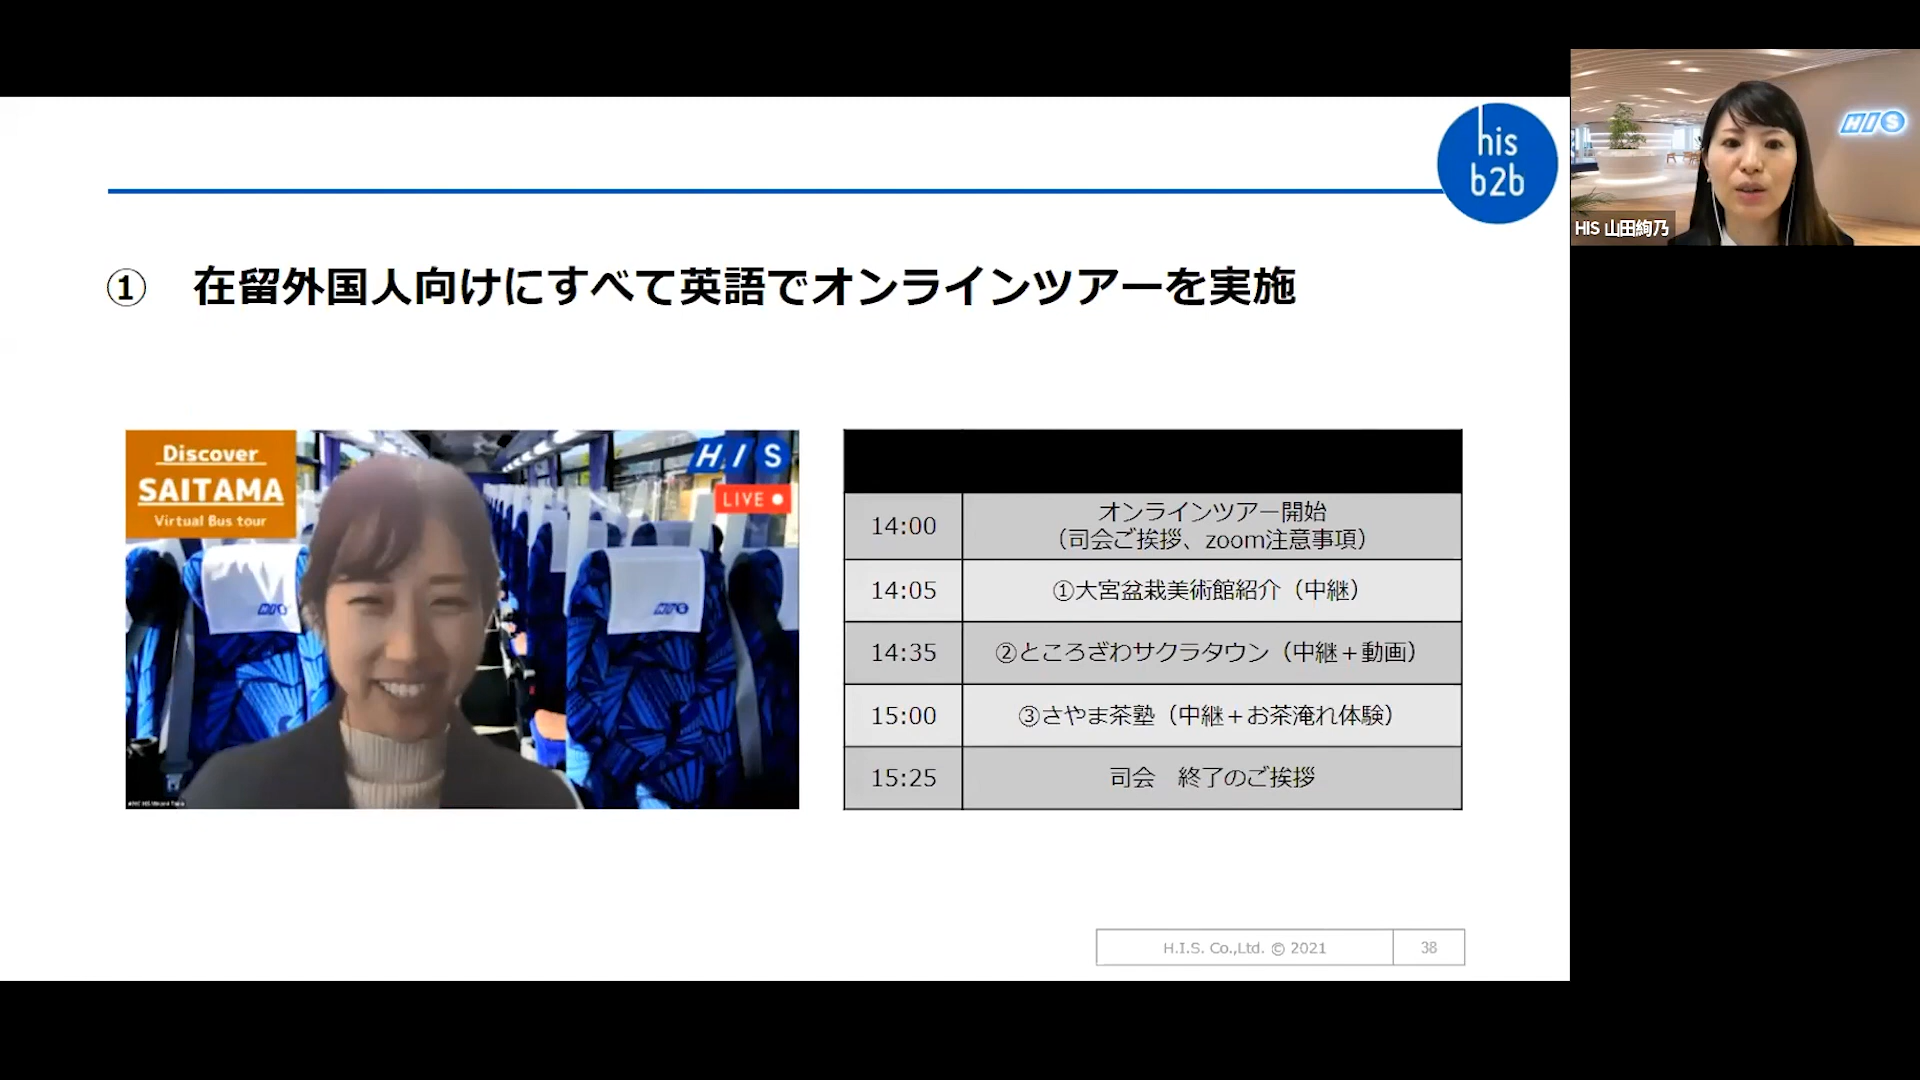 his
b2b
HIS
HIS 山田絢乃
① 在留外国人向けにすべて英語でオンラインツアーを実施
Discover
SAITAMA
Virtual Bus tour
HIS
LIVE
HIS
HIS
14:00 オンラインツアー開始
（司会ご挨拶、zoom注意事項）
14:05 ①大宮盆栽美術館紹介（中継）
14:35 ②ところざわサクラタウン（中継＋動画）
15:00 ③さやま茶塾（中継＋お茶淹れ体験）
15:25 司会　終了のご挨拶
H.I.S. Co.,Ltd. © 2021 38